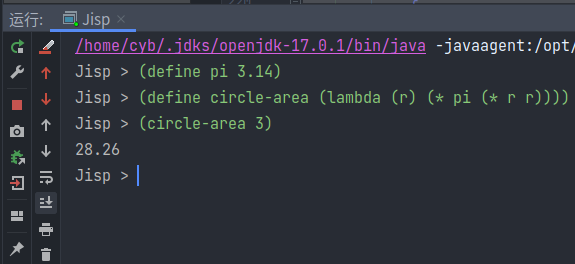 运行: Jisp ×
/home/cyb/.jdks/openjdk-17.0.1/bin/java -javaagent:/opt/
Jisp > (define pi 3.14)
Jisp > (define circle-area (lambda (r) (* pi (* r r))))
Jisp > (circle-area 3)
28.26
Jisp >